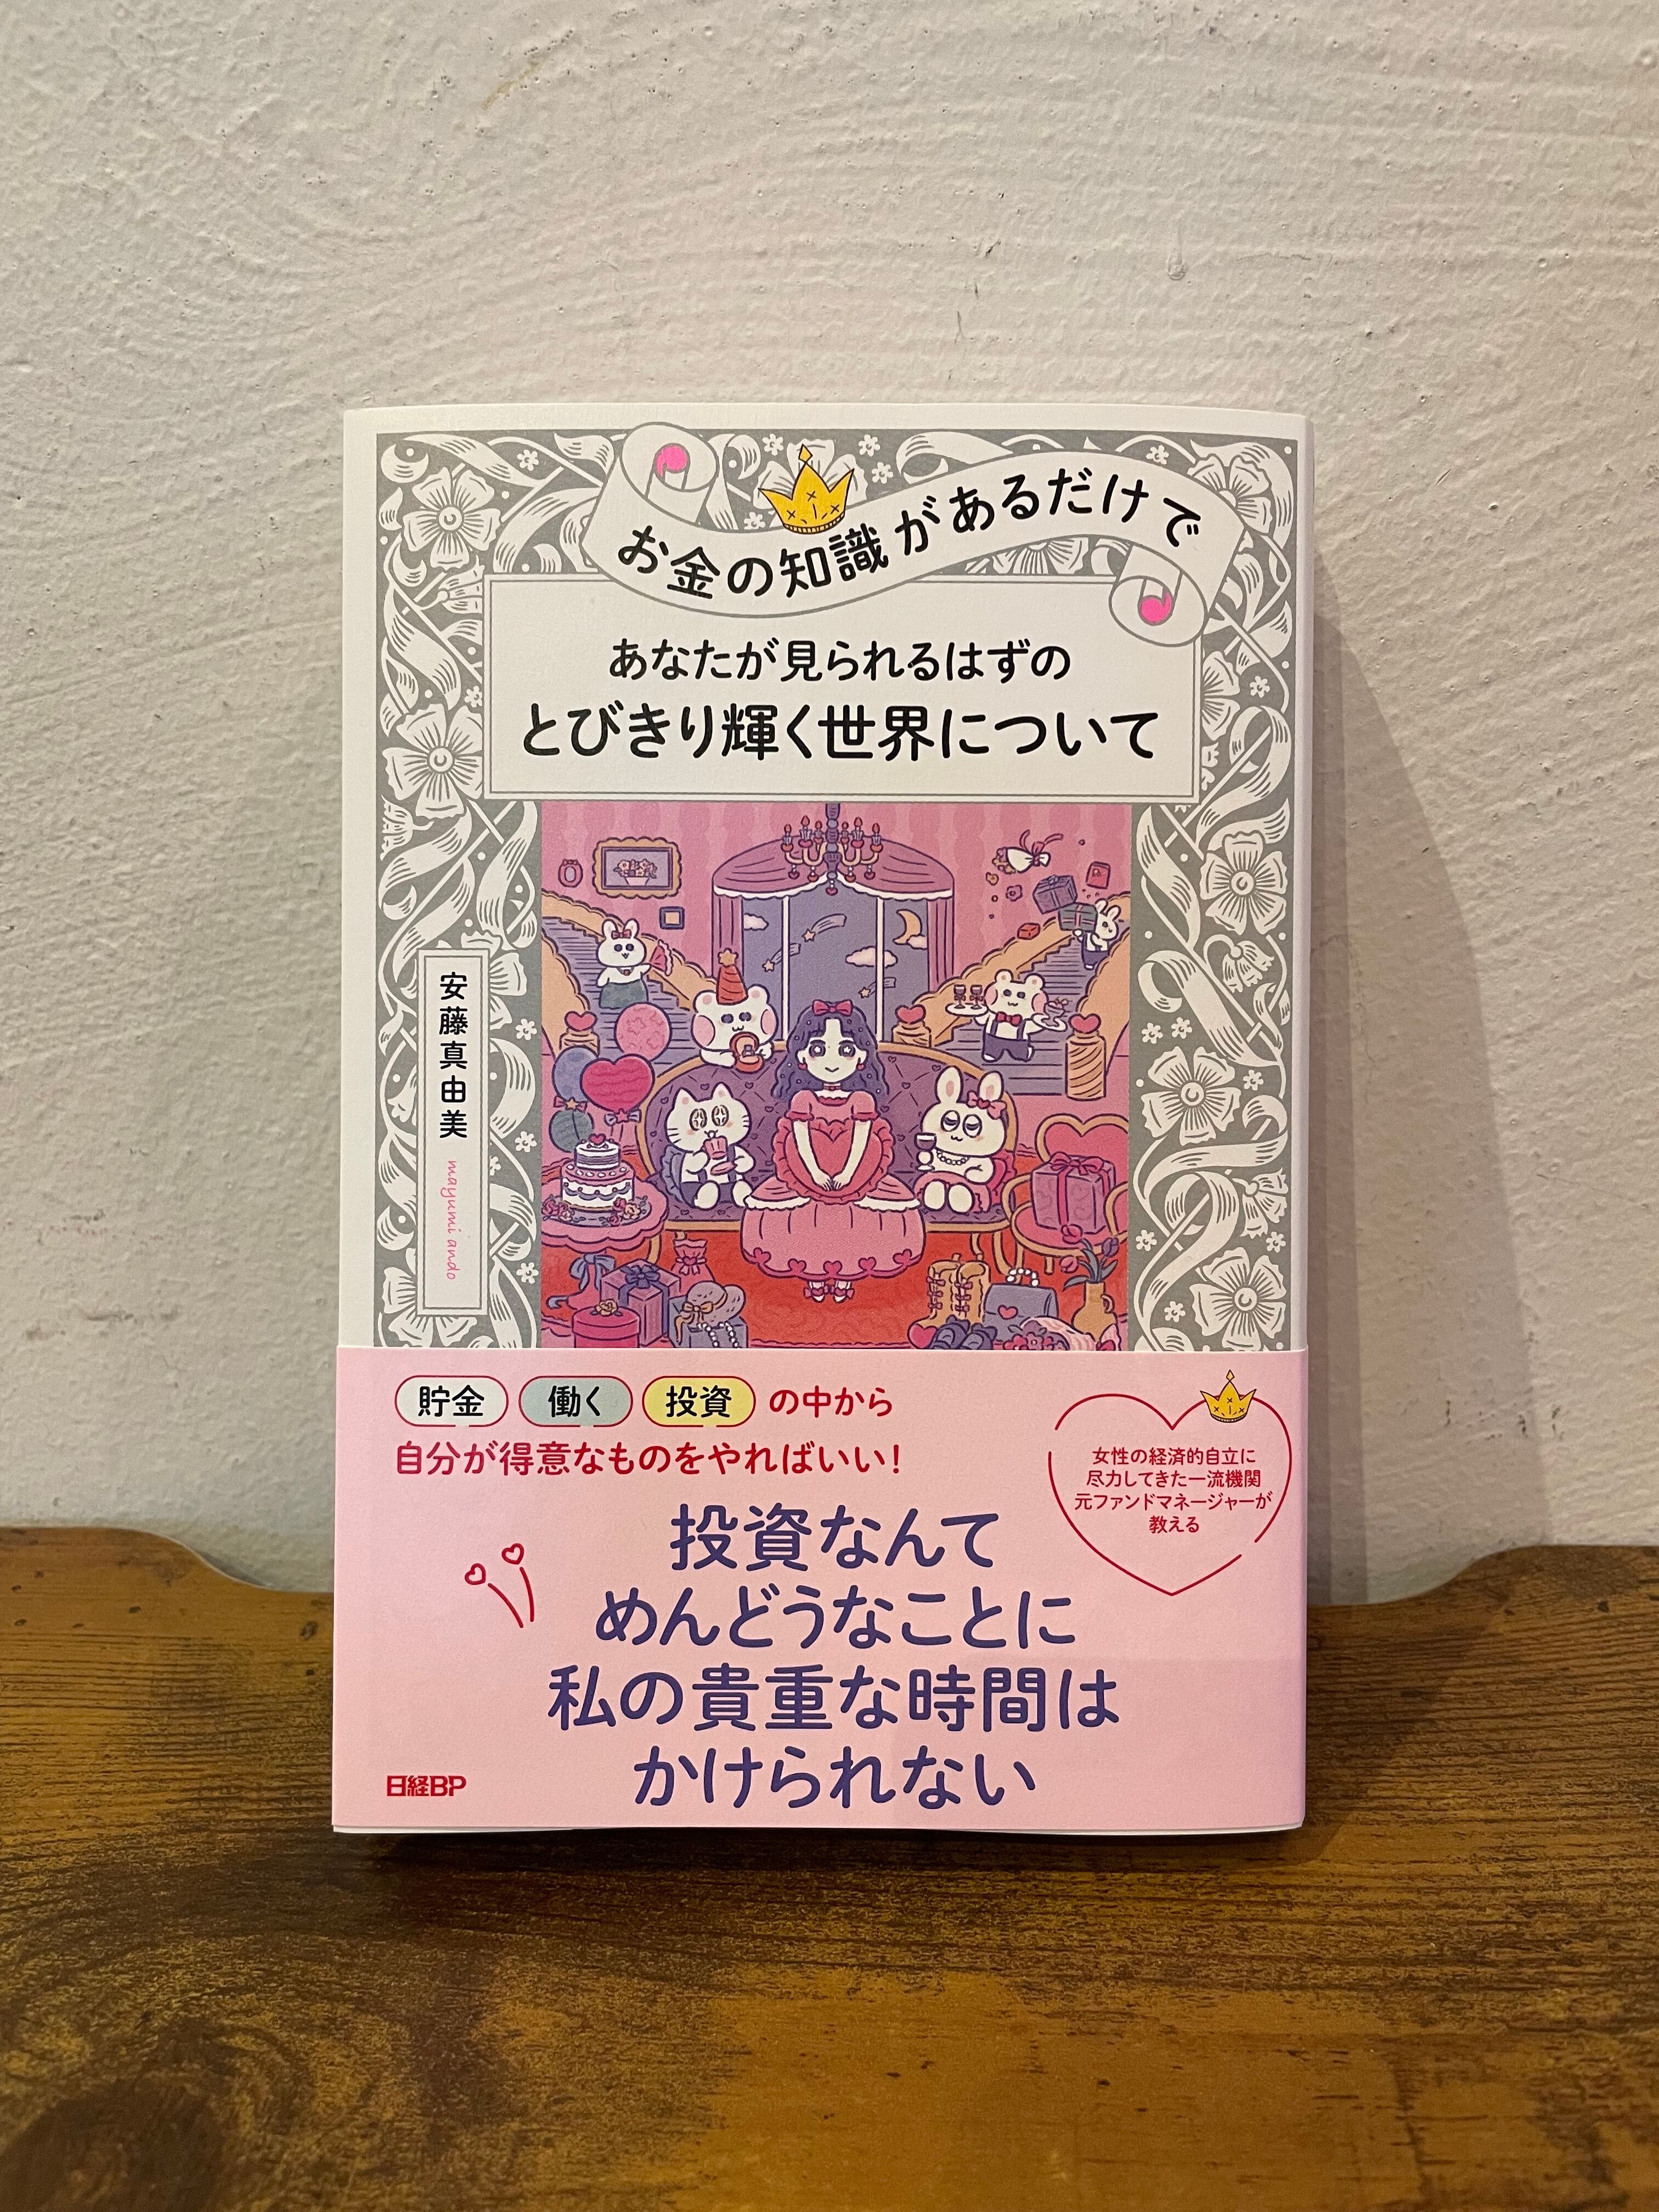 お金の知識があるだけで
あなたが見られるはずの
とびきり輝く世界について
安藤真由美
mayumi ando
貯金 働く 投資 の中から
自分が得意なものをやればいい!
女性の経済的自立に
尽力してきた一流機関
元ファンドマネージャーが
教える
投資なんて
めんどうなことに
私の貴重な時間は
かけられない
日経BP